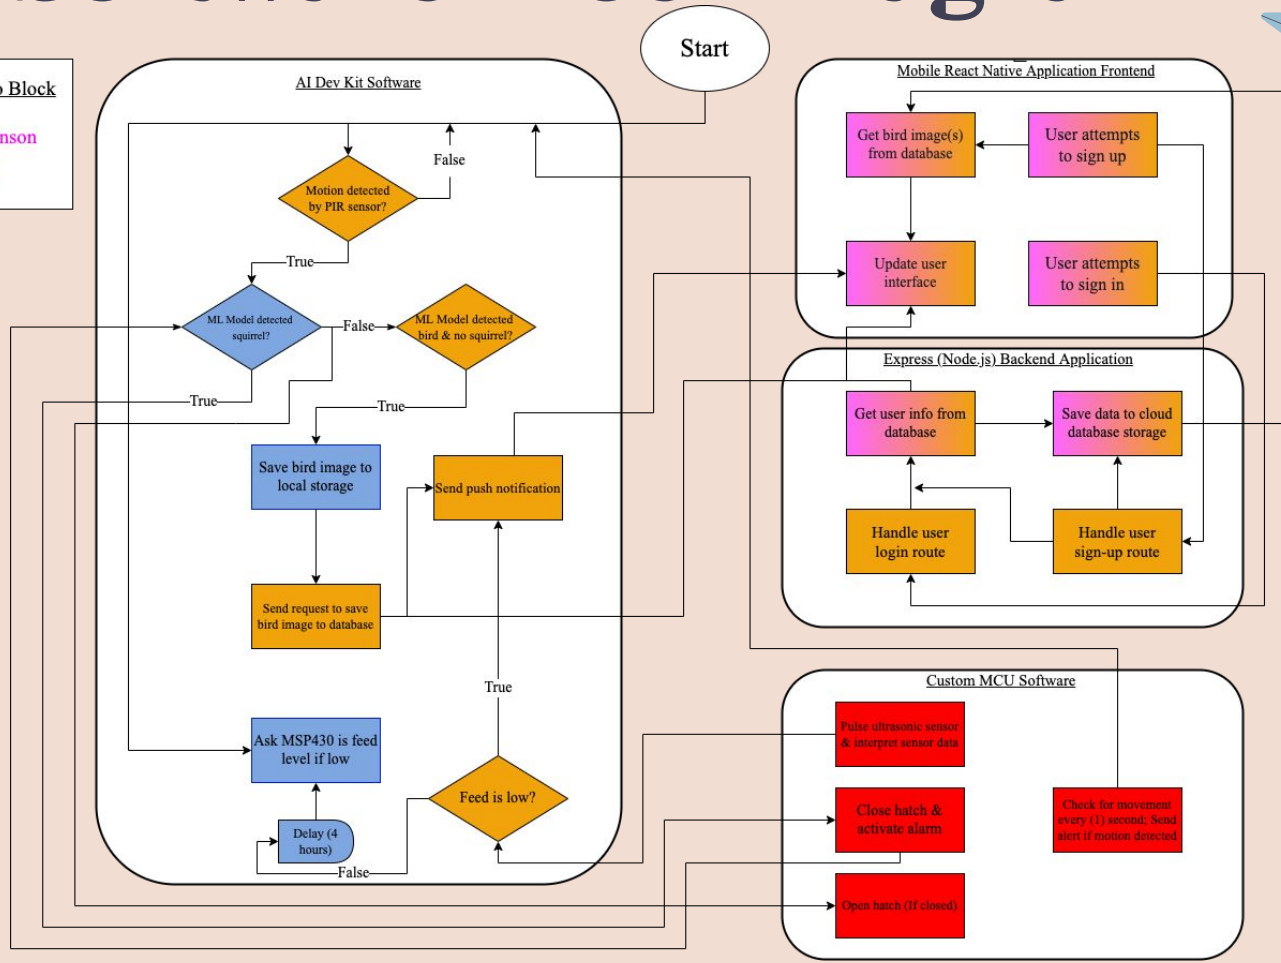 Start
o Block
nson
AI Dev Kit Software
Motion detected
by PIR sensor?
False
True
ML Model detected
squirrel?
False
ML Model detected
bird & no squirrel?
True
True
Save bird image to
local storage
Send push notification
Send request to save
bird image to database
True
Ask MSP430 is feed
level if low
Feed is low?
Delay (4
hours)
False
Mobile React Native Application Frontend
Get bird image(s)
from database
User attempts
to sign up
Update user
interface
User attempts
to sign in
Express (Node.js) Backend Application
Get user info from
database
Save data to cloud
database storage
Handle user
login route
Handle user
sign-up route
Custom MCU Software
Pulse ultrasonic sensor
& interpret sensor data
Close hatch &
activate alarm
Check for movement
every (1) second; Send
alert if motion detected
Open hatch (If closed)